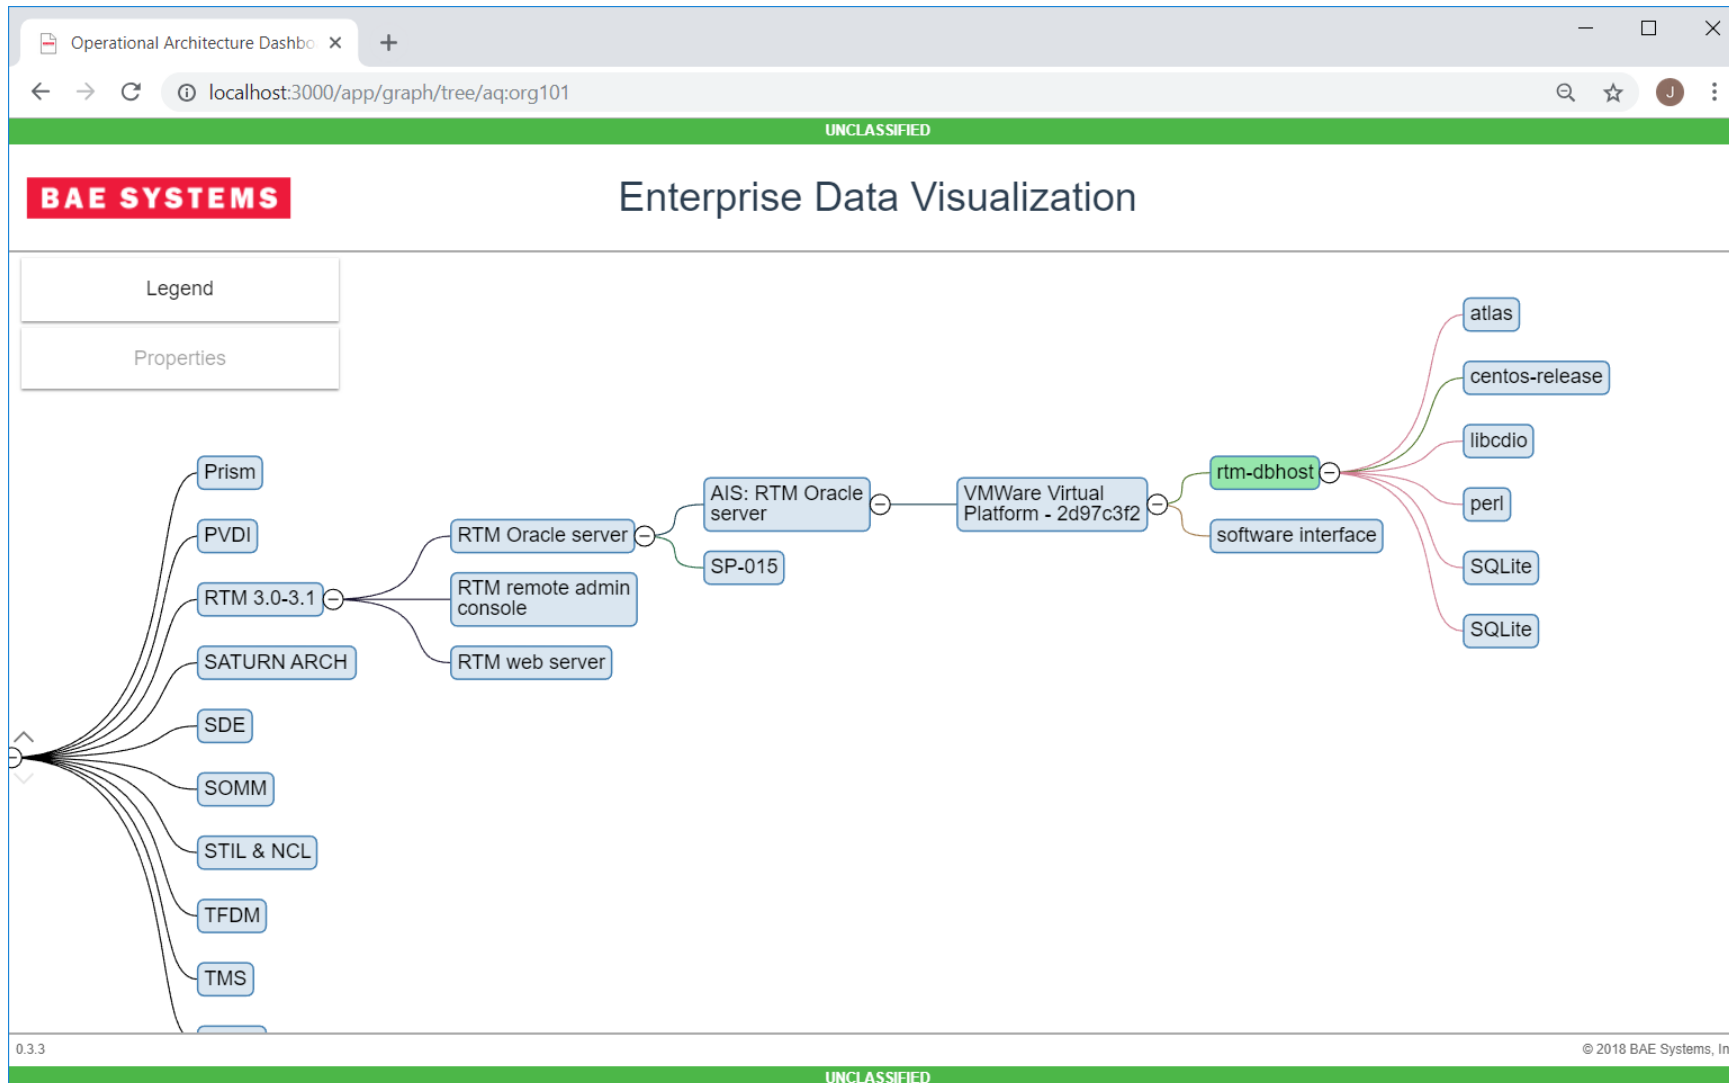 Operational Architecture Dashbo
localhost:3000/app/graph/tree/aq:org101
J
UNCLASSIFIED
BAE SYSTEMS
Enterprise Data Visualization
Legend
Properties
Prism
PVDI
RTM 3.0-3.1
SATURN ARCH
SDE
SOMM
STIL & NCL
TFDM
TMS
RTM Oracle server
RTM remote admin
console
RTM web server
AIS: RTM Oracle
server
SP-015
VMWare Virtual
Platform - 2d97c3f2
rtm-dbhost
software interface
atlas
centos-release
libcdio
perl
SQLite
SQLite
0.3.3
© 2018 BAE Systems, In
UNCLASSIFIED